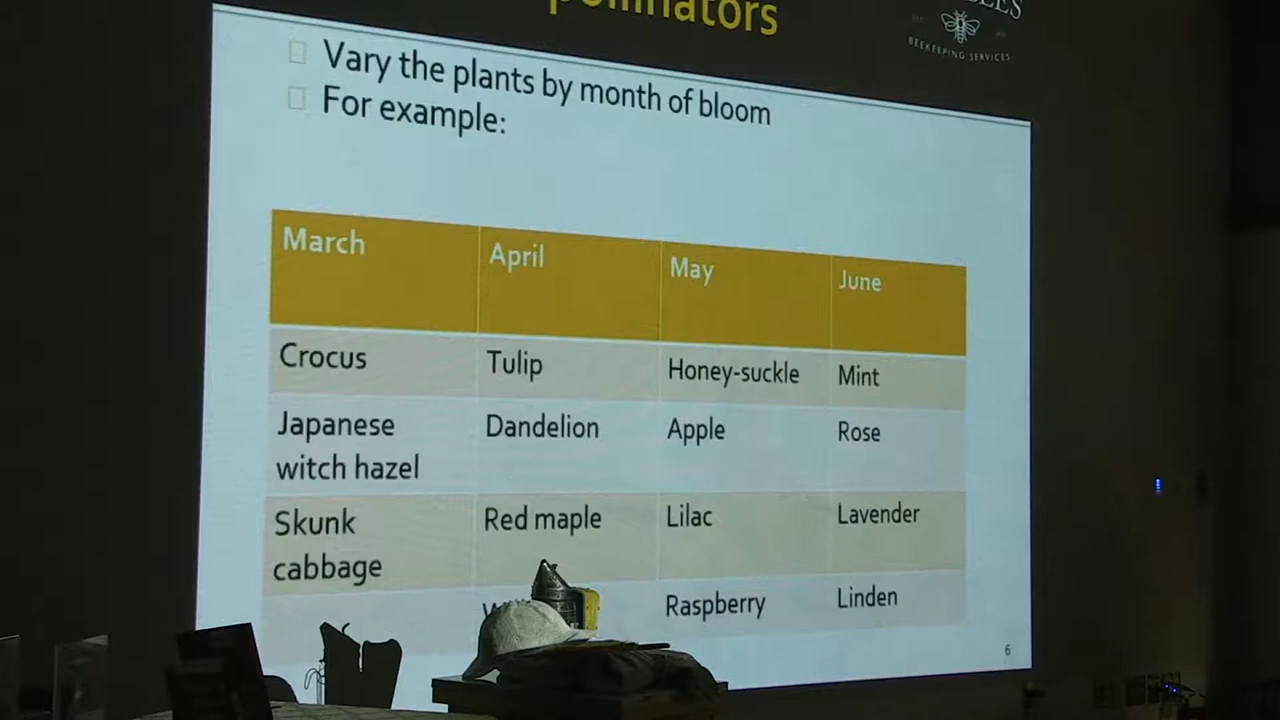 pollinators
BEEKEEPING SERVICES
Vary the plants by month of bloom
For example:
March April May June
Crocus Tulip Honey-suckle Mint
Japanese witch hazel Dandelion Apple Rose
Skunk cabbage Red maple Lilac Lavender
Raspberry Linden
6